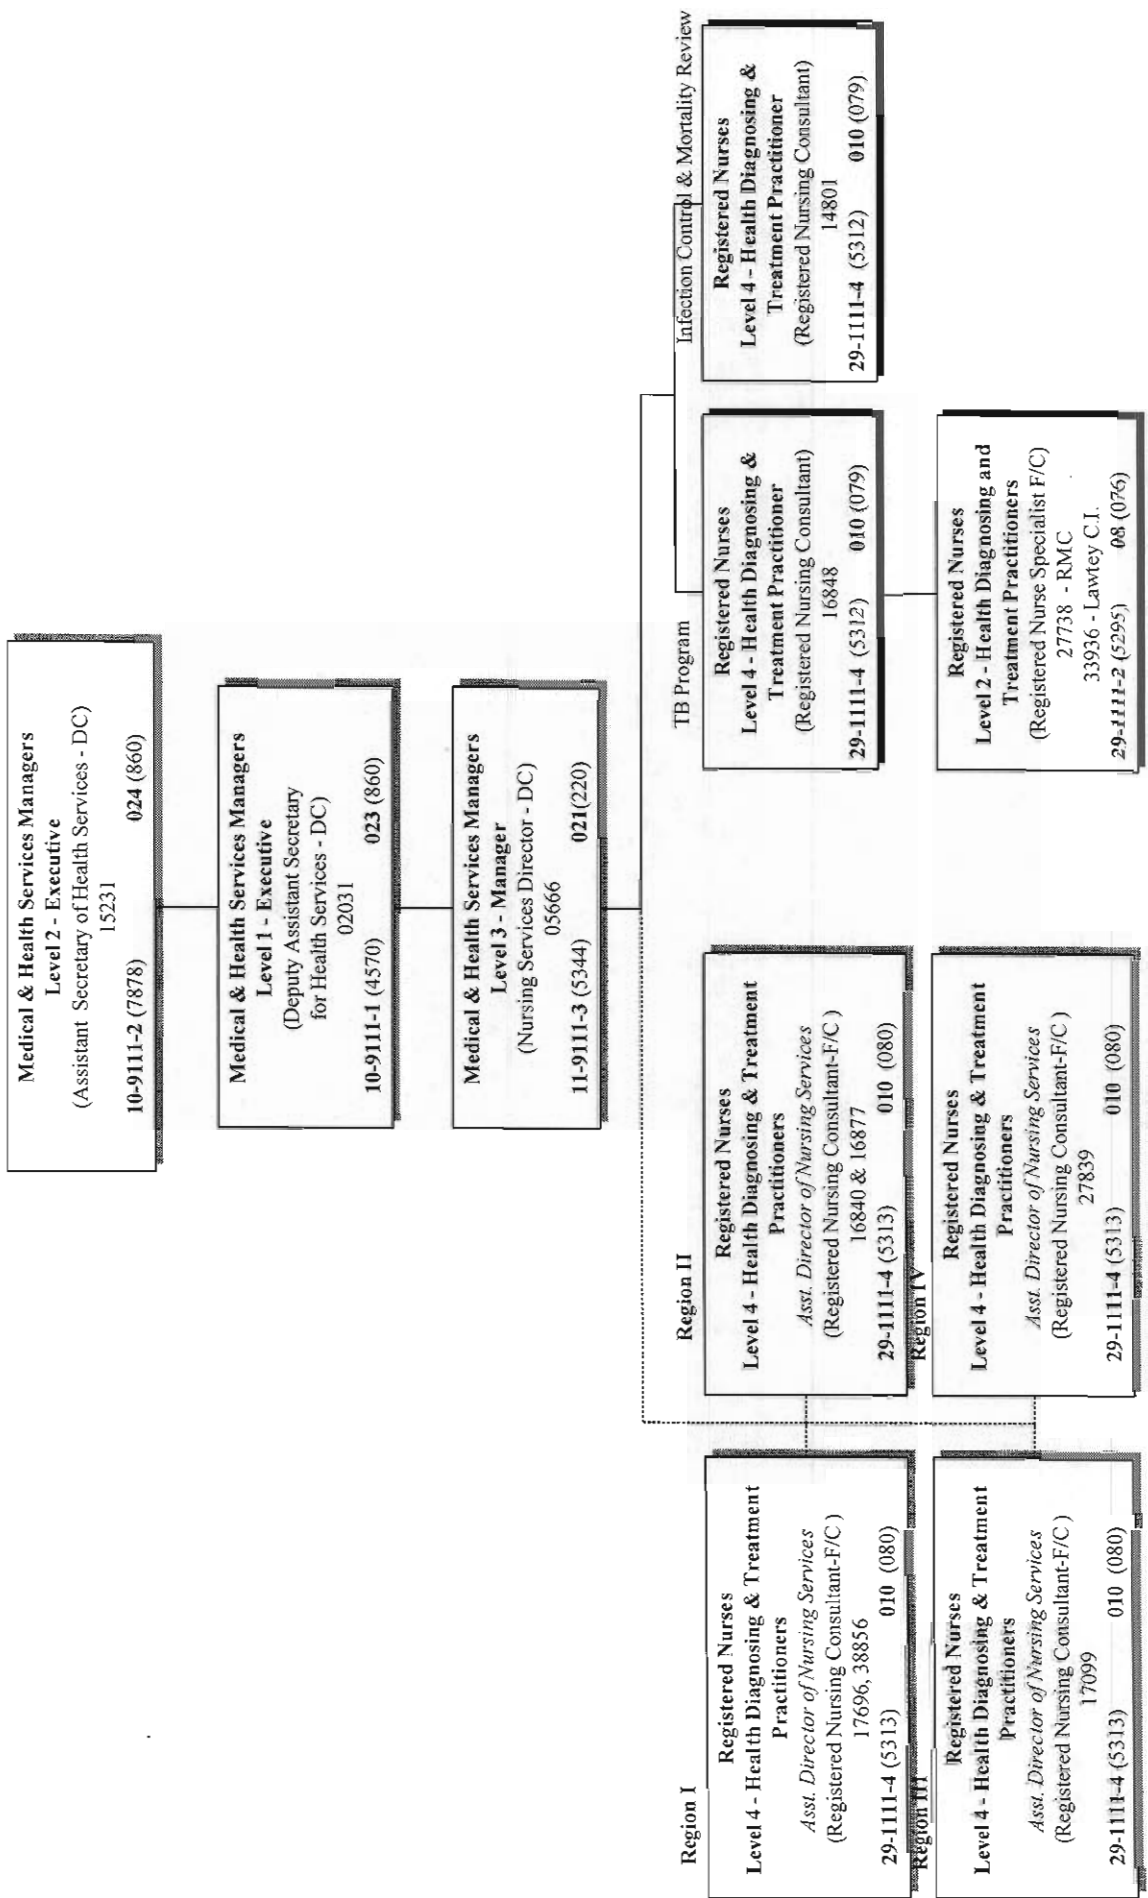 Medical & Health Services Managers
Level 2 - Executive
(Assistant Secretary of Health Services - DC)
15231
10-9111-2 (7878) 024 (860)
Medical & Health Services Managers
Level 1 - Executive
(Deputy Assistant Secretary
for Health Services - DC)
02031
10-9111-1 (4570) 023 (860)
Medical & Health Services Managers
Level 3 - Manager
(Nursing Services Director - DC)
05666
11-9111-3 (5344) 021(220)
Region I
Registered Nurses
Level 4 - Health Diagnosing & Treatment
Practitioners
Asst. Director of Nursing Services
(Registered Nursing Consultant-F/C )
17696, 38856
29-1111-4 (5313) 010 (080)
Region II
Registered Nurses
Level 4 - Health Diagnosing & Treatment
Practitioners
Asst. Director of Nursing Services
(Registered Nursing Consultant-F/C )
16840 & 16877
29-1111-4 (5313) 010 (080)
TB Program
Registered Nurses
Level 4 - Health Diagnosing &
Treatment Practitioner
(Registered Nursing Consultant)
16848
29-1111-4 (5312) 010 (079)
Infection Control & Mortality Review
Registered Nurses
Level 4 - Health Diagnosing &
Treatment Practitioner
(Registered Nursing Consultant)
14801
29-1111-4 (5312) 010 (079)
Region III
Registered Nurses
Level 4 - Health Diagnosing & Treatment
Practitioners
Asst. Director of Nursing Services
(Registered Nursing Consultant-F/C )
17099
29-1111-4 (5313) 010 (080)
Region IV
Registered Nurses
Level 4 - Health Diagnosing & Treatment
Practitioners
Asst. Director of Nursing Services
(Registered Nursing Consultant-F/C )
27839
29-1111-4 (5313) 010 (080)
Registered Nurses
Level 2 - Health Diagnosing and
Treatment Practitioners
(Registered Nurse Specialist F/C)
27738 - RMC
33936 - Lawtey C.I.
29-1111-2 (5295) 08 (076)